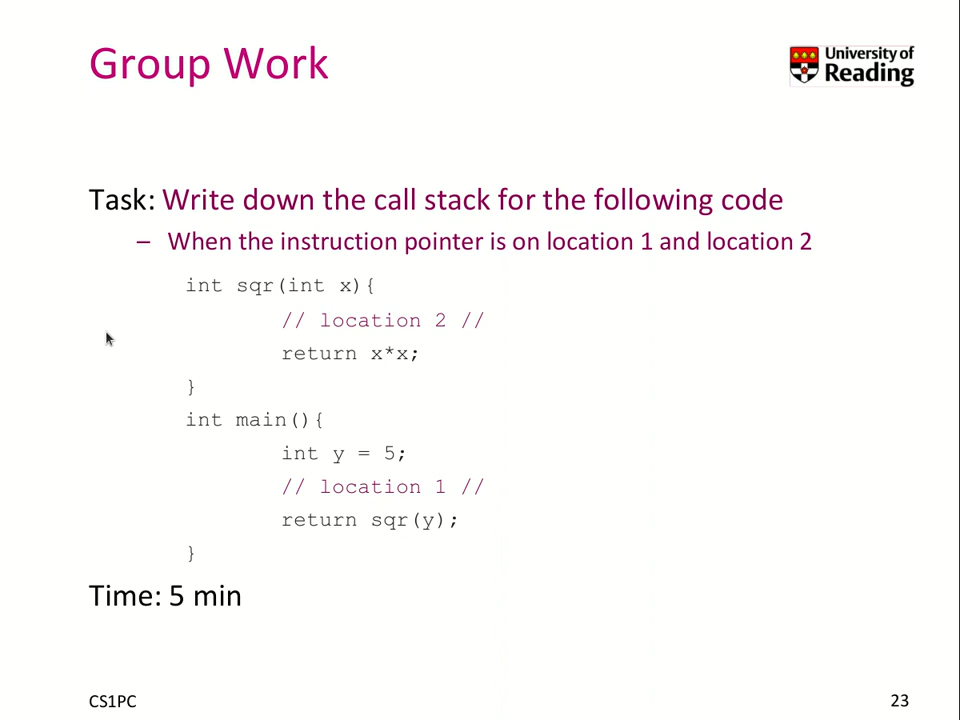 Group Work
University of
Reading
Task: Write down the call stack for the following code
– When the instruction pointer is on location 1 and location 2
int sqr(int x){
// location 2 //
return x*x;
}
int main(){
int y = 5;
// location 1 //
return sqr(y);
}
Time: 5 min
CS1PC
23